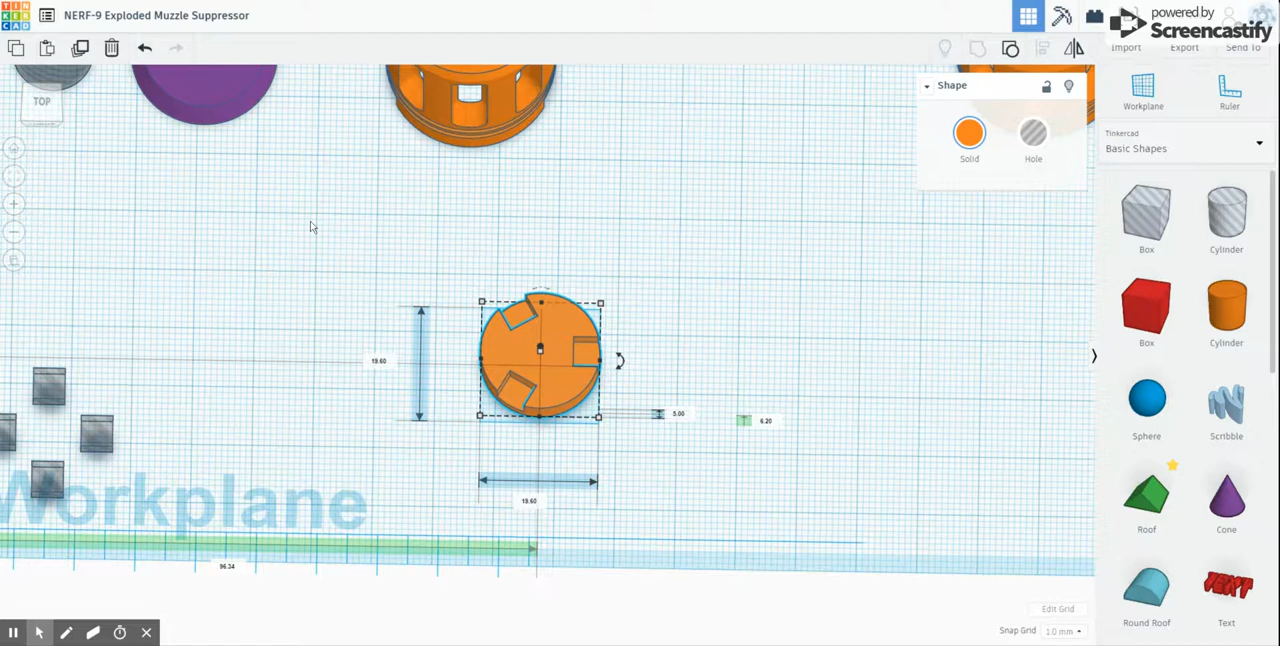 TIN
KER
CAD
NERF-9 Exploded Muzzle Suppressor
powered by
Screencastify
Import
Export
Send To
TOP
Shape
Solid
Hole
Workplane
Ruler
Tinkercad
Basic Shapes
Box
Cylinder
Box
Cylinder
Sphere
Scribble
Roof
Cone
Round Roof
TEXT
Text
19.60
5.00
6.20
19.60
Workplane
96.34
Edit Grid
Snap Grid
1.0 mm